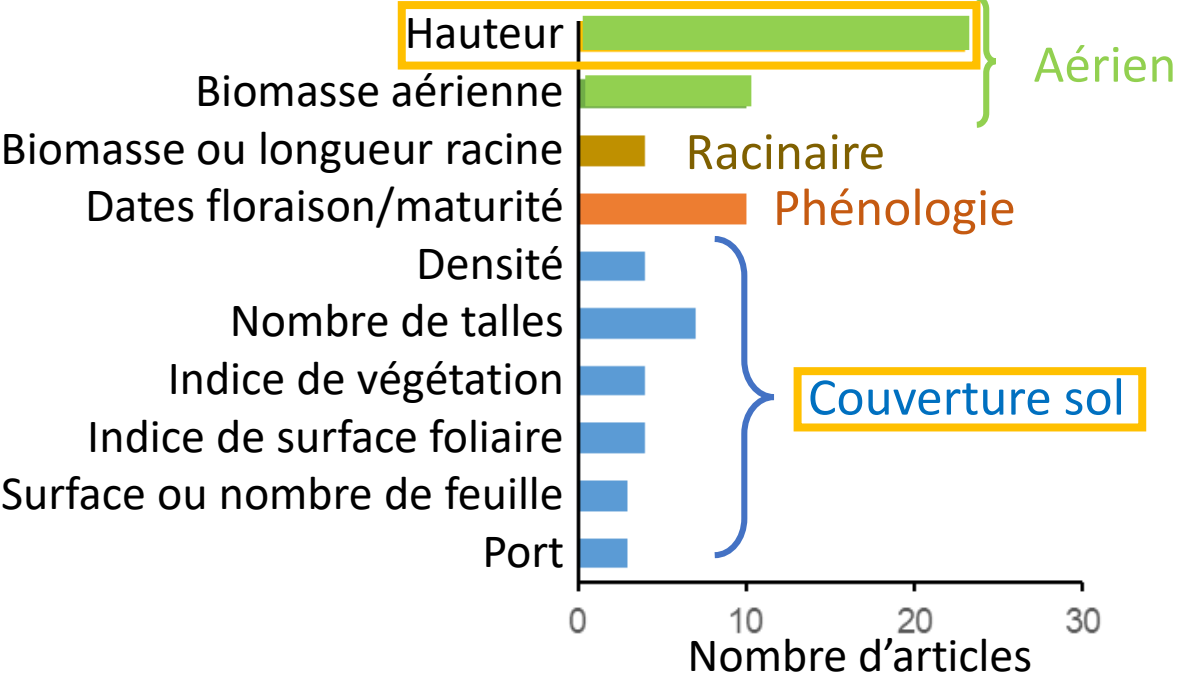 Hauteur
Aérien
Biomasse aérienne
Biomasse ou longueur racine
Racinaire
Dates floraison/maturité
Phénologie
Densité
Nombre de talles
Indice de végétation
Couverture sol
Indice de surface foliaire
Surface ou nombre de feuille
Port
0 10 20 30
Nombre d’articles